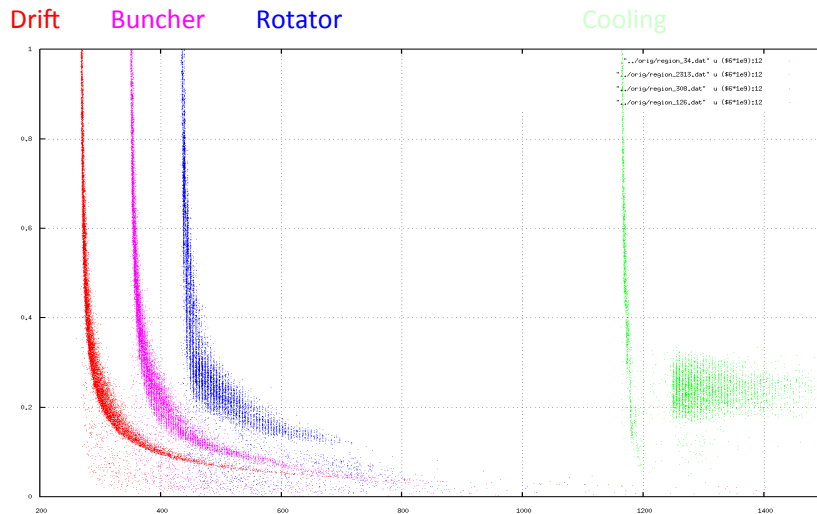 Drift Buncher Rotator Cooling
1
"../orig/region_34.dat" u ($6*1e9):12
"../orig/region_2313.dat" u ($6*1e9):12
"../orig/region_308.dat" u ($6*1e9):12
"../orig/region_126.dat" u ($6*1e9):12
0.8
0.6
0.4
0.2
0
200 400 600 800 1000 1200 1400